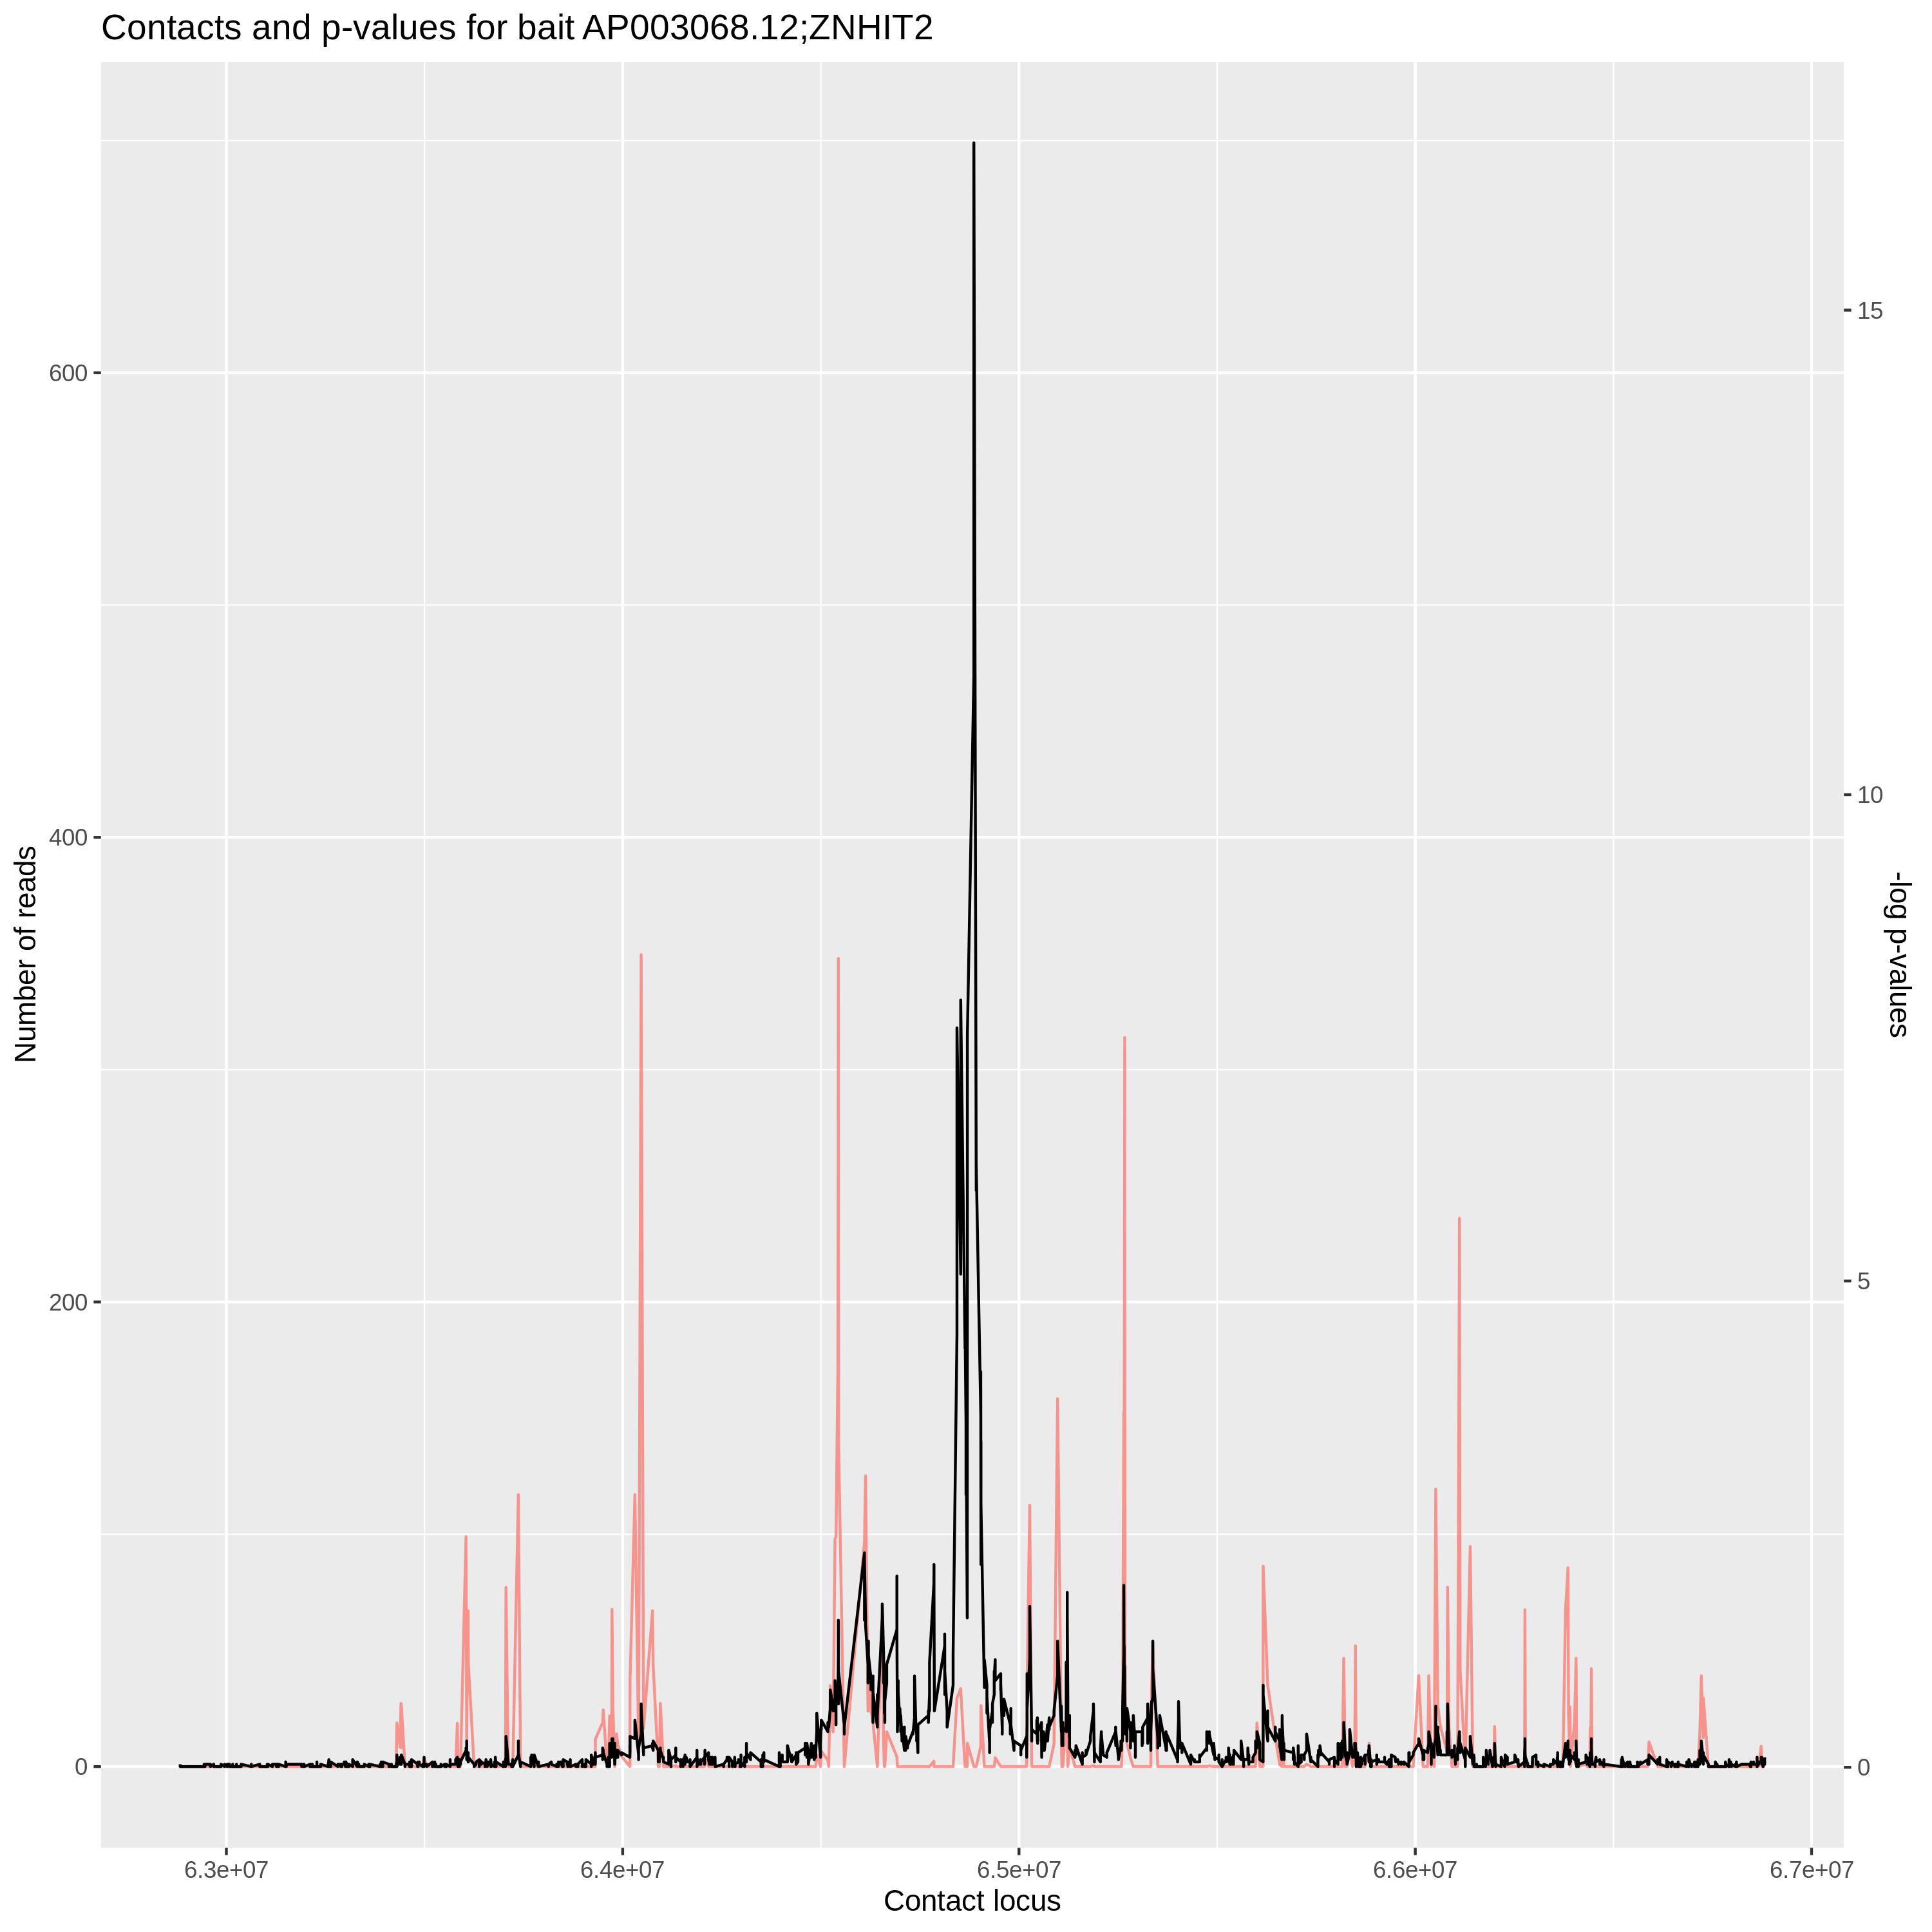 Contacts and p-values for bait AP003068.12;ZNHIT2
Number of reads
600
400
200
0
15
10
5
0
-log p-values
6.3e+07
6.4e+07
6.5e+07
6.6e+07
6.7e+07
Contact locus